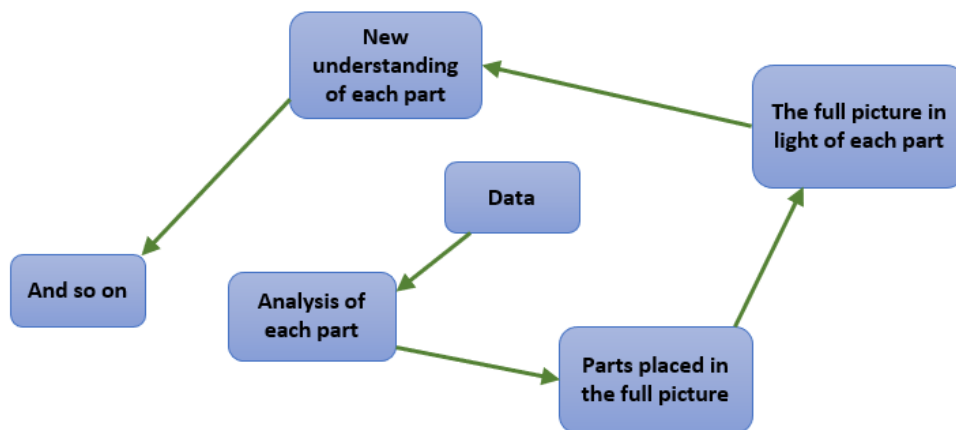 New
understanding
of each part
The full picture in
light of each part
Data
And so on
Analysis of
each part
Parts placed in
the full picture